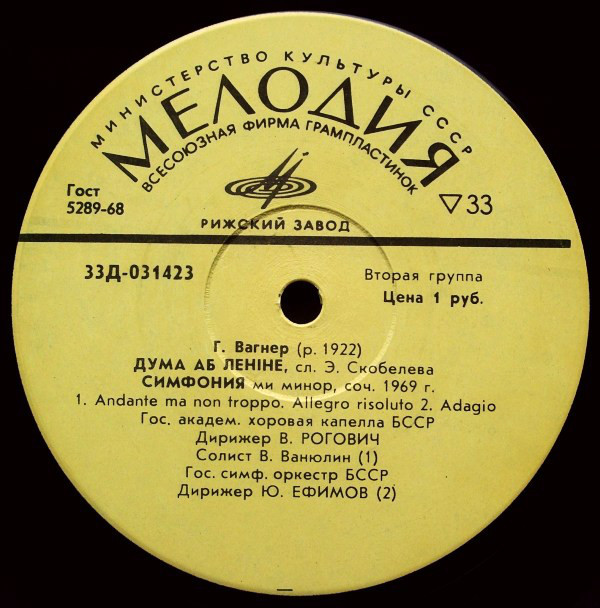 МИНИСТЕРСТВО КУЛЬТУРЫ СССР
МЕЛОДИЯ
ВСЕСОЮЗНАЯ ФИРМА ГРАМПЛАСТИНОК
Гост
5289-68
▽33
РИЖСКИЙ ЗАВОД
33Д-031423
Вторая группа
Цена 1 руб.
Г. Вагнер (р. 1922)
ДУМА АБ ЛЕНІНЕ, сл. Э. Скобелева
СИМФОНИЯ ми минор, соч. 1969 г.
1. Andante ma non troppo. Allegro risoluto 2. Adagio
Гос. академ. хоровая капелла БССР
Дирижер В. РОГОВИЧ
Солист В. Ванюлин (1)
Гос. симф. оркестр БССР
Дирижер Ю. ЕФИМОВ (2)